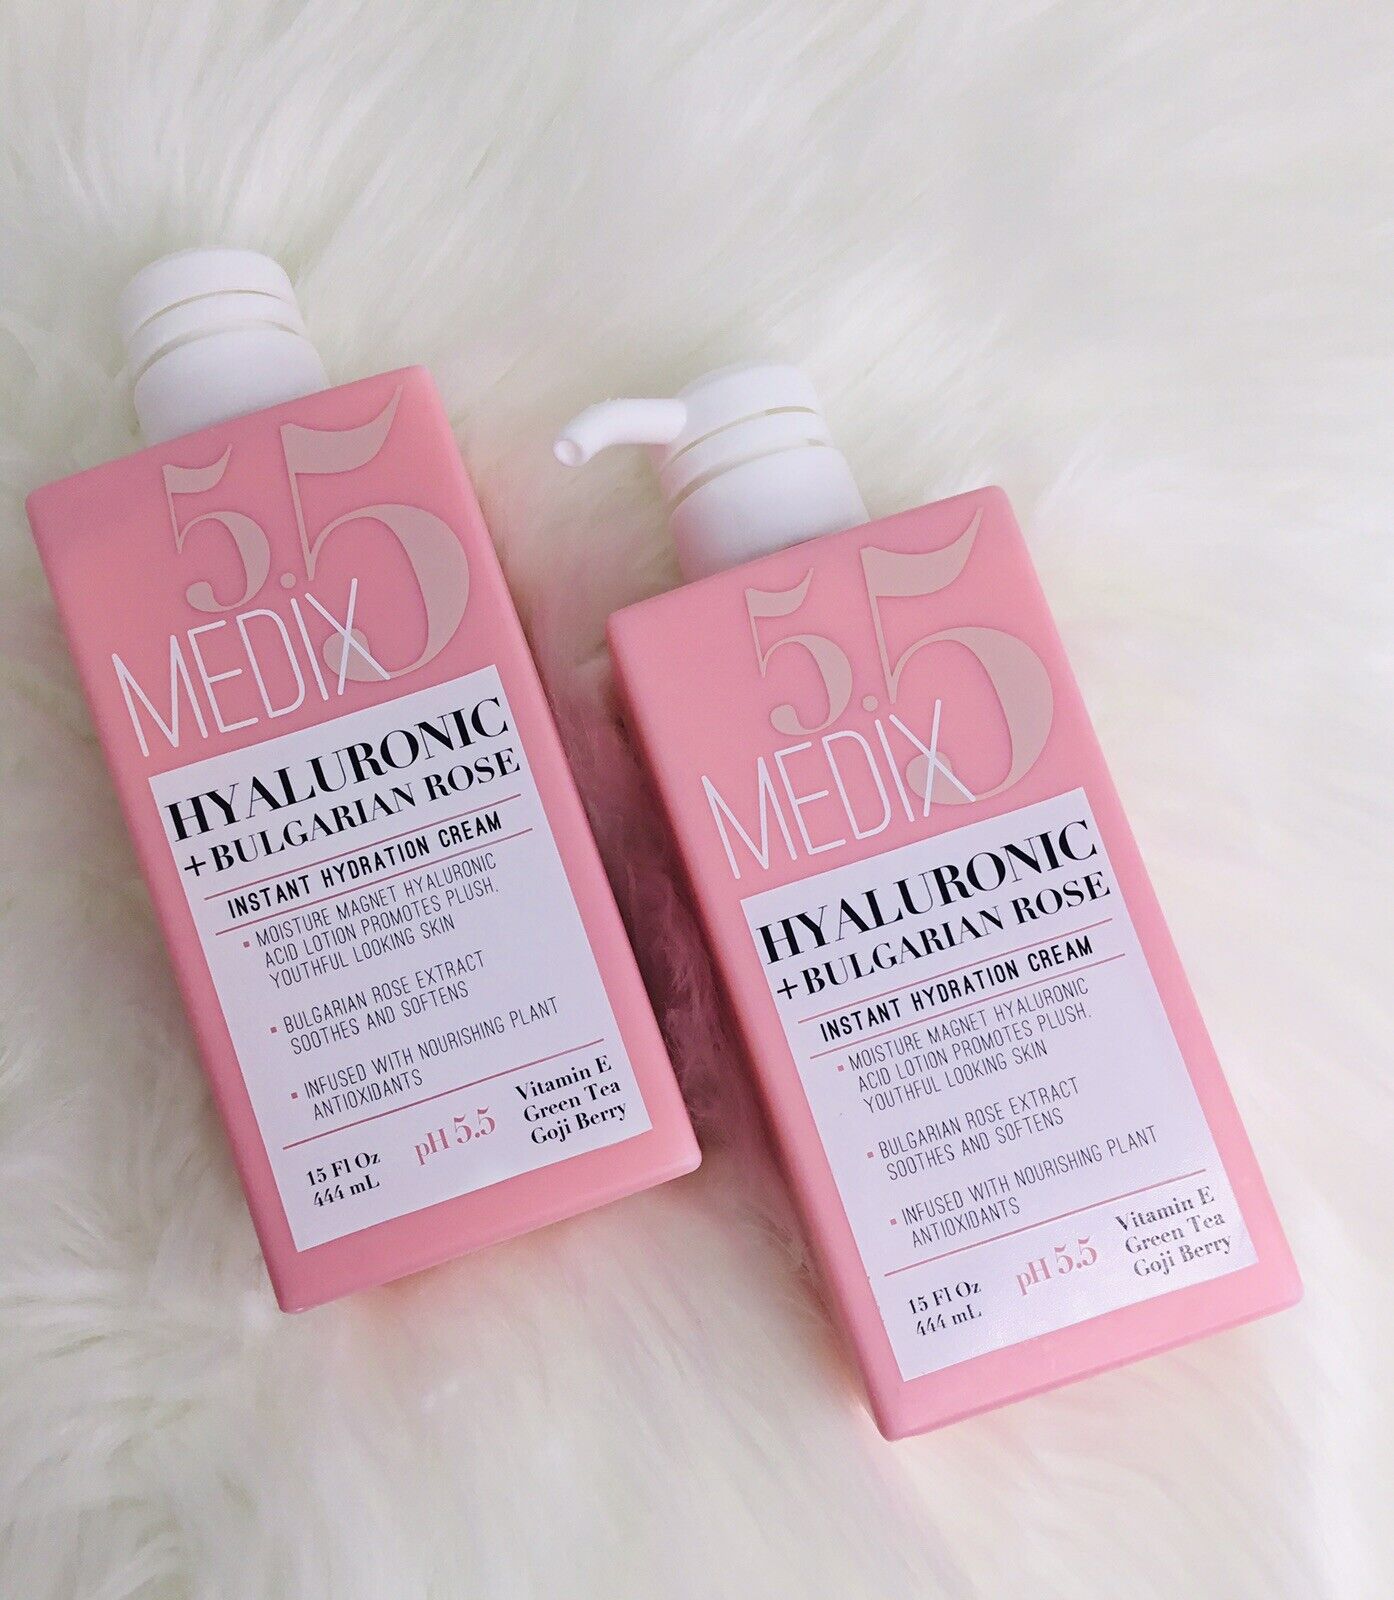 5.5
MEDiX
HYALURONIC
+BULGARIAN ROSE
INSTANT HYDRATION CREAM
▪ MOISTURE MAGNET HYALURONIC
ACID LOTION PROMOTES PLUSH,
YOUTHFUL LOOKING SKIN
▪ BULGARIAN ROSE EXTRACT
SOOTHES AND SOFTENS
▪ INFUSED WITH NOURISHING PLANT
ANTIOXIDANTS
15 Fl Oz
444 mL
pH 5.5
Vitamin E
Green Tea
Goji Berry
5.5
MEDiX
HYALURONIC
+BULGARIAN ROSE
INSTANT HYDRATION CREAM
▪ MOISTURE MAGNET HYALURONIC
ACID LOTION PROMOTES PLUSH,
YOUTHFUL LOOKING SKIN
▪ BULGARIAN ROSE EXTRACT
SOOTHES AND SOFTENS
▪ INFUSED WITH NOURISHING PLANT
ANTIOXIDANTS
15 Fl Oz
444 mL
pH 5.5
Vitamin E
Green Tea
Goji Berry